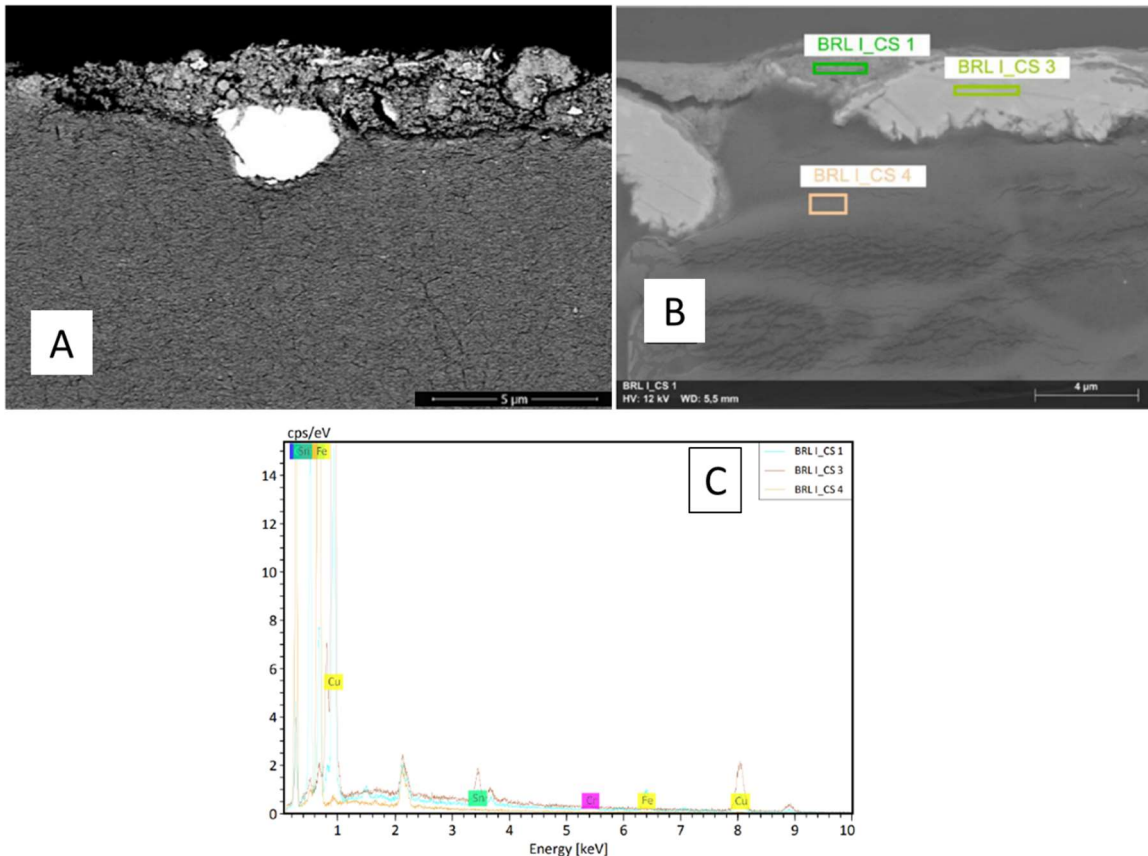 A
5 µm
BRL I_CS 1
BRL I_CS 3
BRL I_CS 4
B
BRL I_CS 1
HV: 12 kV WD: 5,5 mm
4 µm
cps/eV
C
BRL I_CS 1
BRL I_CS 3
BRL I_CS 4
Sn Fe
14
12
10
8
6
Cu
4
2
Sn Cr Fe Cu
0
1 2 3 4 5 6 7 8 9 10
Energy [keV]